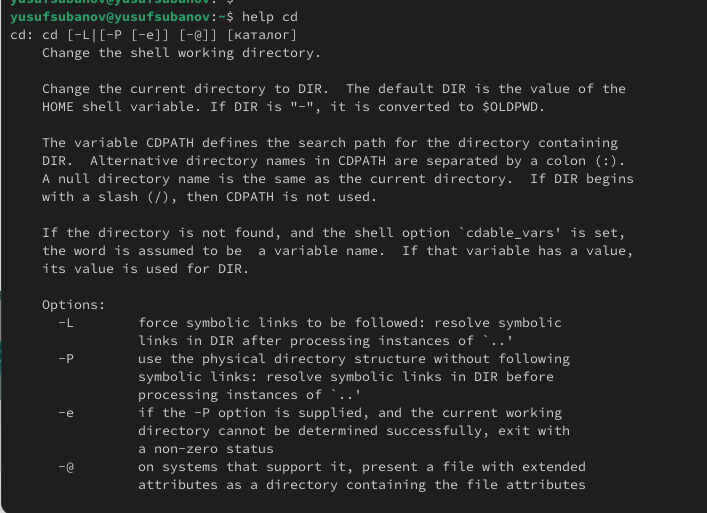 yusufsubanov@yusufsubanov:~$
yusufsubanov@yusufsubanov:~$ help cd
cd: cd [-L|[-P [-e]] [-@]] [каталог]
    Change the shell working directory.

    Change the current directory to DIR.  The default DIR is the value of the
    HOME shell variable. If DIR is "-", it is converted to $OLDPWD.

    The variable CDPATH defines the search path for the directory containing
    DIR.  Alternative directory names in CDPATH are separated by a colon (:).
    A null directory name is the same as the current directory.  If DIR begins
    with a slash (/), then CDPATH is not used.

    If the directory is not found, and the shell option `cdable_vars' is set,
    the word is assumed to be  a variable name.  If that variable has a value,
    its value is used for DIR.

    Options:
      -L        force symbolic links to be followed: resolve symbolic
                links in DIR after processing instances of `..'
      -P        use the physical directory structure without following
                symbolic links: resolve symbolic links in DIR before
                processing instances of `..'
      -e        if the -P option is supplied, and the current working
                directory cannot be determined successfully, exit with
                a non-zero status
      -@        on systems that support it, present a file with extended
                attributes as a directory containing the file attributes